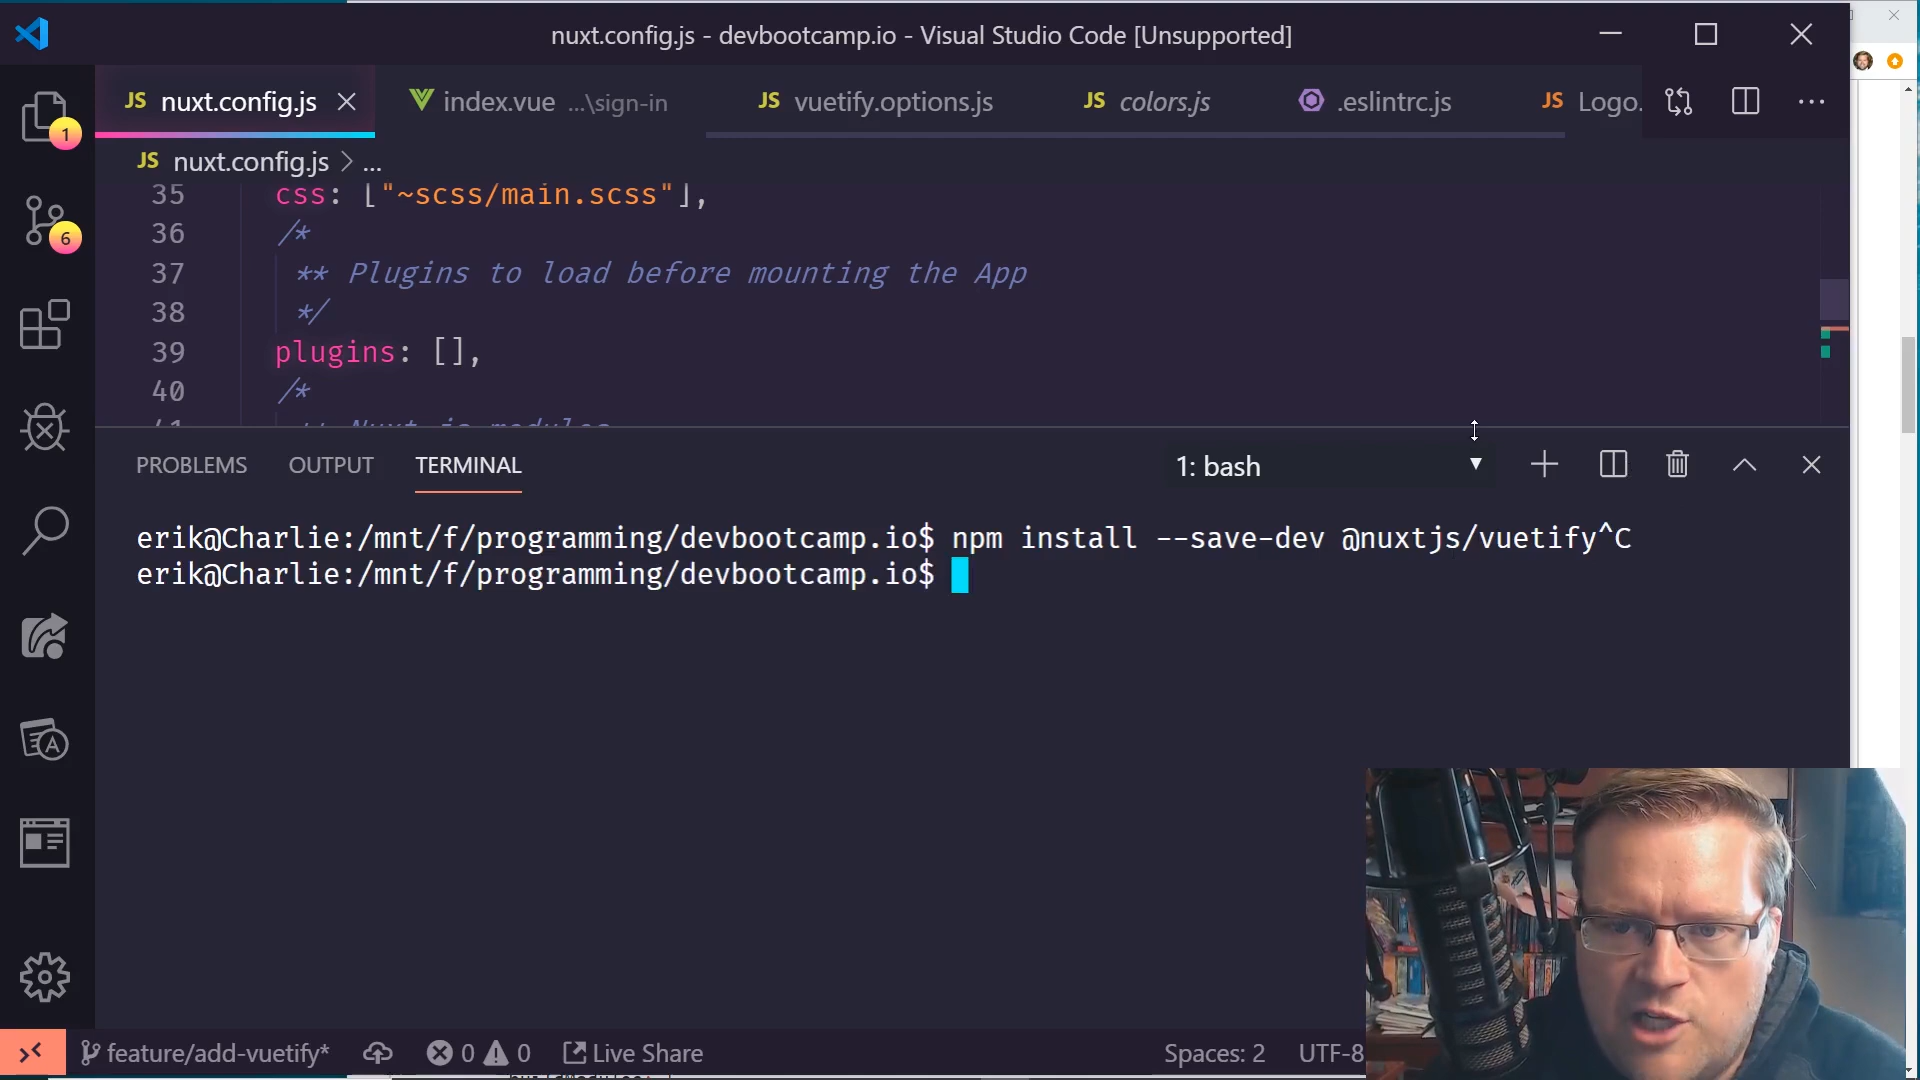 nuxt.config.js - devbootcamp.io - Visual Studio Code [Unsupported]
JS nuxt.config.js
index.vue ...\sign-in
JS vuetify.options.js
JS colors.js
.eslintrc.js
JS Logo.
1
JS nuxt.config.js > ...
35 css: ["~scss/main.scss"],
36 /*
37 ** Plugins to load before mounting the App
38 */
39 plugins: [],
40 /*
41 ** Nuxt.js modules
6
PROBLEMS OUTPUT TERMINAL 1: bash
erik@Charlie:/mnt/f/programming/devbootcamp.io$ npm install --save-dev @nuxtjs/vuetify^C
erik@Charlie:/mnt/f/programming/devbootcamp.io$
feature/add-vuetify* 0 0 Live Share Spaces: 2 UTF-8